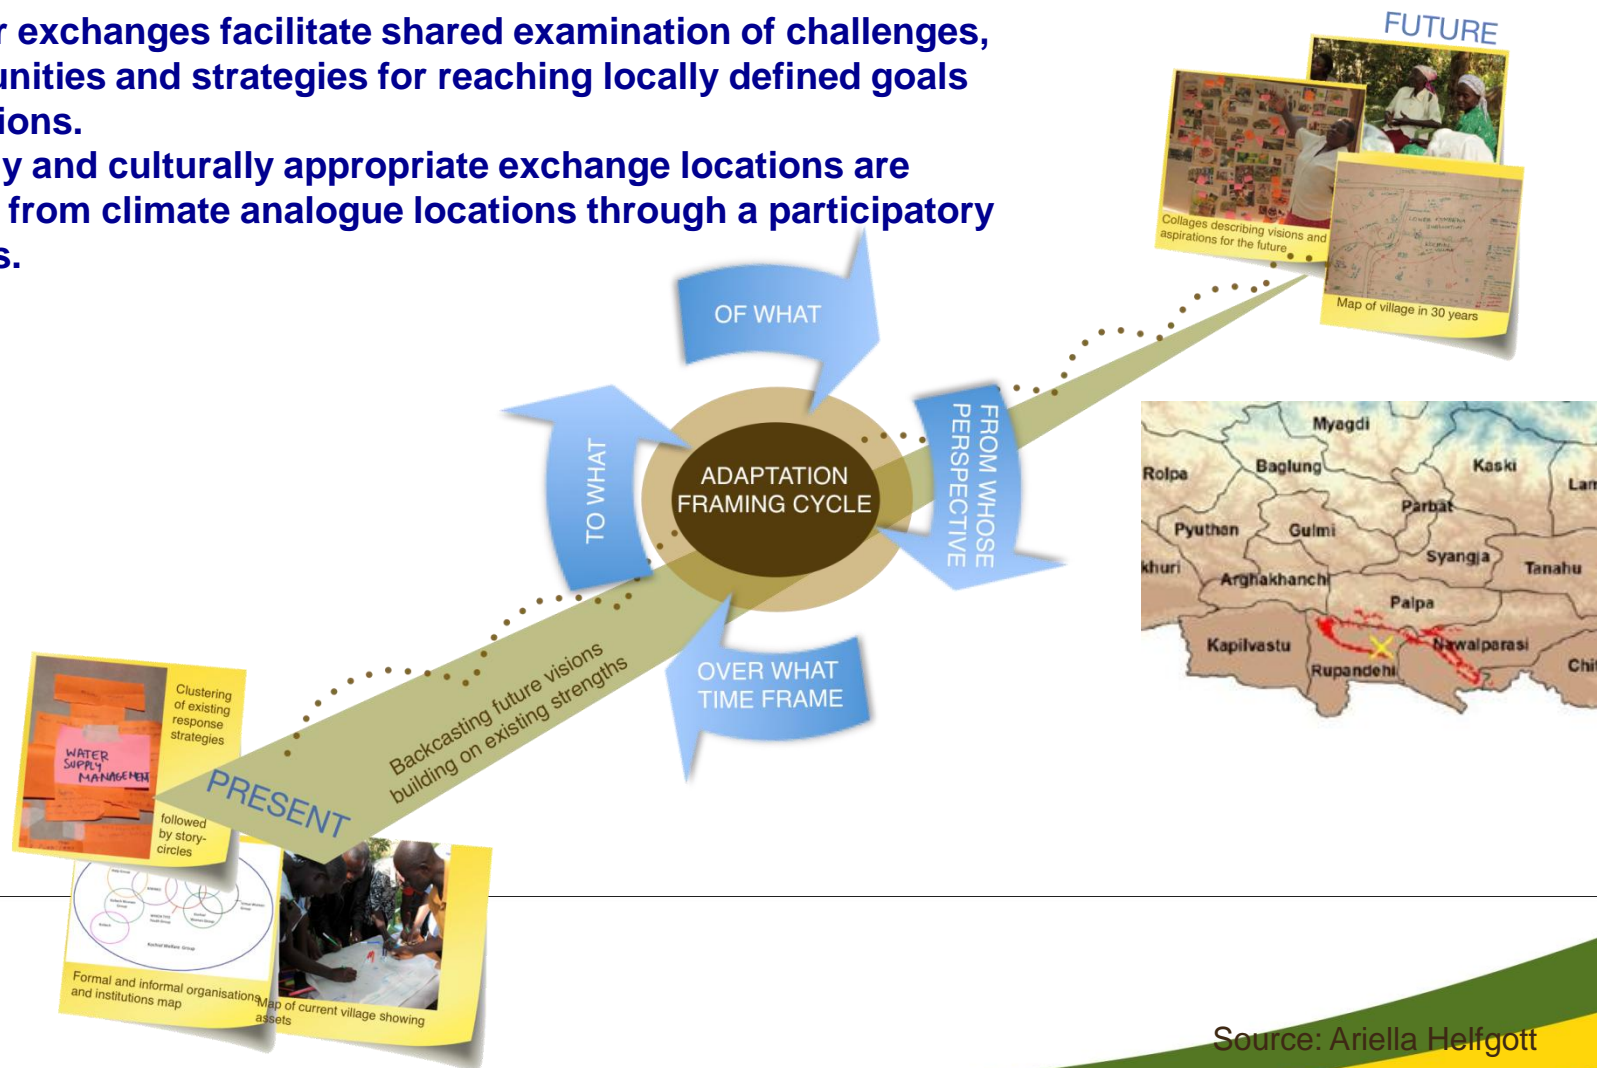 r exchanges facilitate shared examination of challenges,
unities and strategies for reaching locally defined goals
ions.
y and culturally appropriate exchange locations are
from climate analogue locations through a participatory
s.
FUTURE
Collages describing visions and
aspirations for the future
Map of village in 30 years
OF WHAT
FROM WHOSE
PERSPECTIVE
TO WHAT
ADAPTATION
FRAMING CYCLE
OVER WHAT
TIME FRAME
Backcasting future visions
building on existing strengths
PRESENT
Clustering
of existing
response
strategies
WATER
SUPPLY
MANAGEMENT
followed
by story-
circles
Formal and informal organisations
and institutions map
Map of current village showing
assets
Myagdi
Rolpa
Baglung
Kaski
Lam
Parbat
Pyuthan
Gulmi
Syangja
Tanahu
khuri
Arghakhanchi
Palpa
Kapilvastu
Nawalparasi
Rupandehi
Chit
Source: Ariella Helfgott